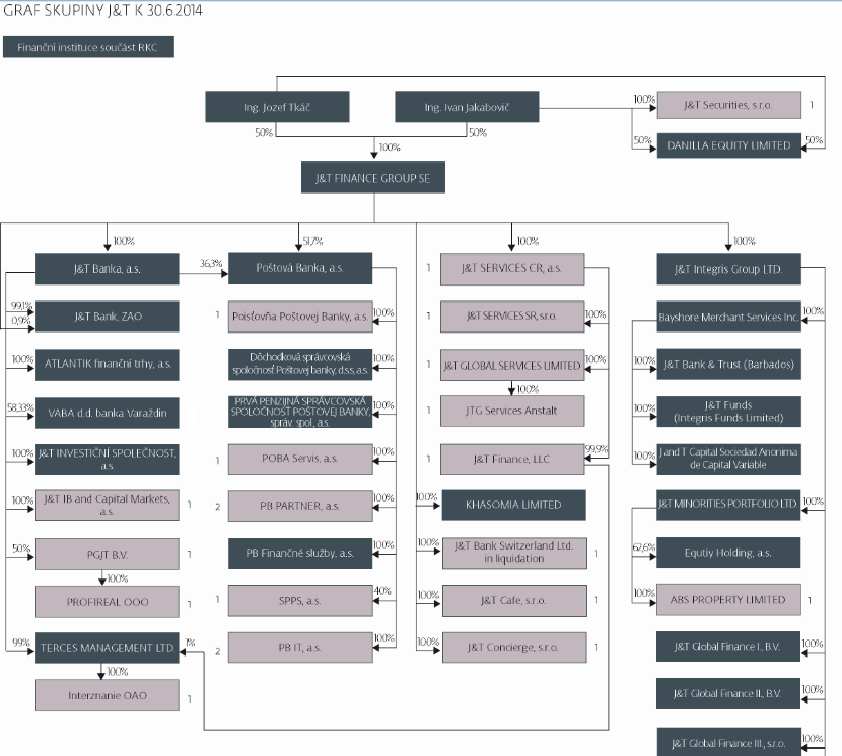 GRAF SKUPINY J&T K 30.6.2014
Finanční instituce součást RKC
Ing. Jozef Tkáč
Ing. Ivan Jakabovič
100%
J&T Securities, s.r.o.
1
50%
50%
50%
DANILLA EQUITY LIMITED
50%
100%
J&T FINANCE GROUP SE
100%
51,7%
100%
100%
J&T Banka, a.s.
36,3%
Poštová Banka, a.s.
1
J&T SERVICES ČR, a.s.
J&T Integris Group LTD.
99,1%
0,9%
J&T Bank, ZAO
1
Poisťovňa Poštovej Banky, a.s.
100%
1
J&T SERVICES SR, s.r.o.
100%
Bayshore Merchant Services Inc.
100%
100%
ATLANTIK finanční trhy, a.s.
Dôchodková správcovská
spoločnosť Poštovej banky, d.s.s, a.s.
100%
1
J&T GLOBAL SERVICES LIMITED
100%
100%
J&T Bank & Trust (Barbados)
100%
58,33%
VABA d.d. banka Varaždin
PRVÁ PENZIJNÁ SPRÁVCOVSKÁ
SPOLOČNOSŤ POŠTOVEJ BANKY,
správ. spol., a.s.
100%
1
JTG Services Anstalt
100%
J&T Funds
(Integris Funds Limited)
100%
J&T INVESTIČNÍ SPOLEČNOST,
a.s.
1
POBA Servis, a.s.
100%
1
J&T Finance, LLC
99,9%
100%
J and T Capital Sociedad Anonima
de Capital Variable
100%
J&T IB and Capital Markets,
a.s.
1
2
PB PARTNER, a.s.
100%
100%
KHASOMIA LIMITED
J&T MINORITIES PORTFOLIO LTD.
100%
50%
PGJT B.V.
1
PB Finančné služby, a.s.
100%
100%
J&T Bank Switzerland Ltd.
in liquidation
1
62,6%
Equtiy Holding, a.s.
100%
PROFIREAL OOO
1
1
SPPS, a.s.
40%
100%
J&T Cafe, s.r.o.
1
100%
ABS PROPERTY LIMITED
1
99%
TERCES MANAGEMENT LTD.
1%
2
PB IT, a.s.
100%
100%
J&T Concierge, s.r.o.
1
J&T Global Finance I., B.V.
100%
100%
Interznanie OAO
1
J&T Global Finance II., B.V.
100%
J&T Global Finance III., s.r.o.
100%